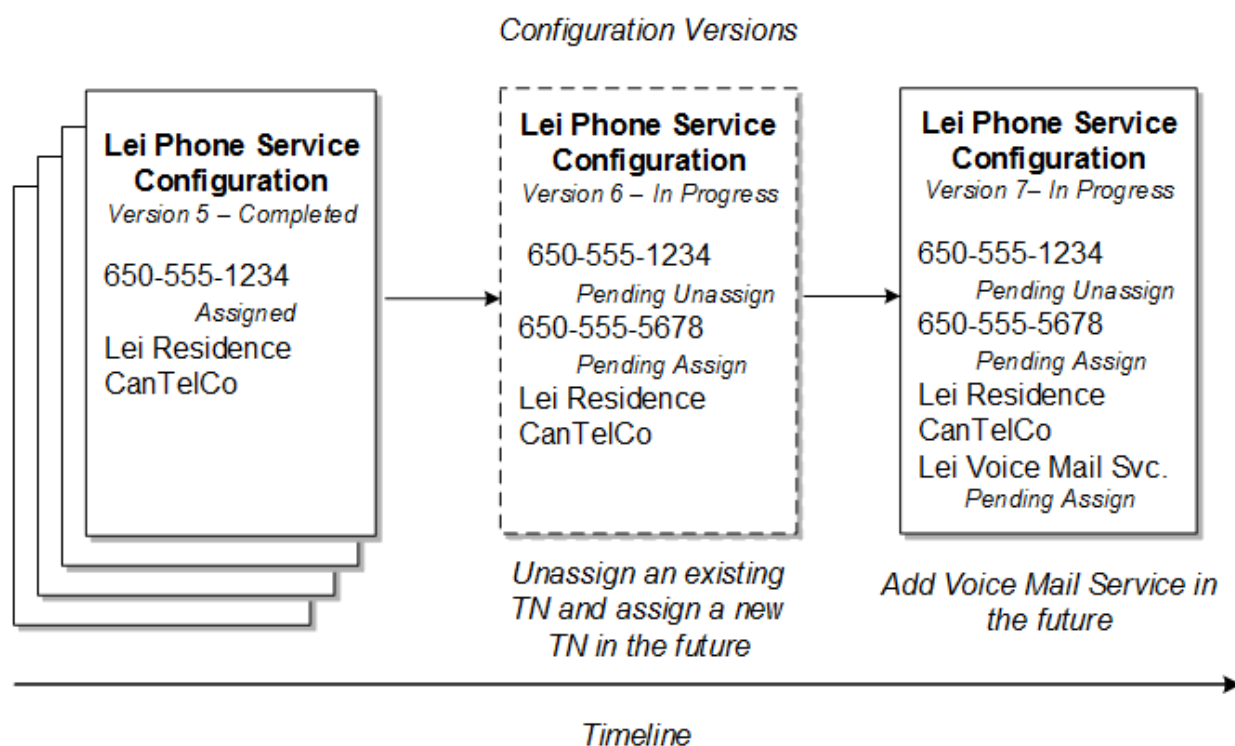 Configuration Versions
Lei Phone Service
Configuration
Version 5 – Completed
650-555-1234
Assigned
Lei Residence
CanTelCo
Lei Phone Service
Configuration
Version 6 – In Progress
650-555-1234
Pending Unassign
650-555-5678
Pending Assign
Lei Residence
CanTelCo
Unassign an existing
TN and assign a new
TN in the future
Lei Phone Service
Configuration
Version 7– In Progress
650-555-1234
Pending Unassign
650-555-5678
Pending Assign
Lei Residence
CanTelCo
Lei Voice Mail Svc.
Pending Assign
Add Voice Mail Service in
the future
Timeline